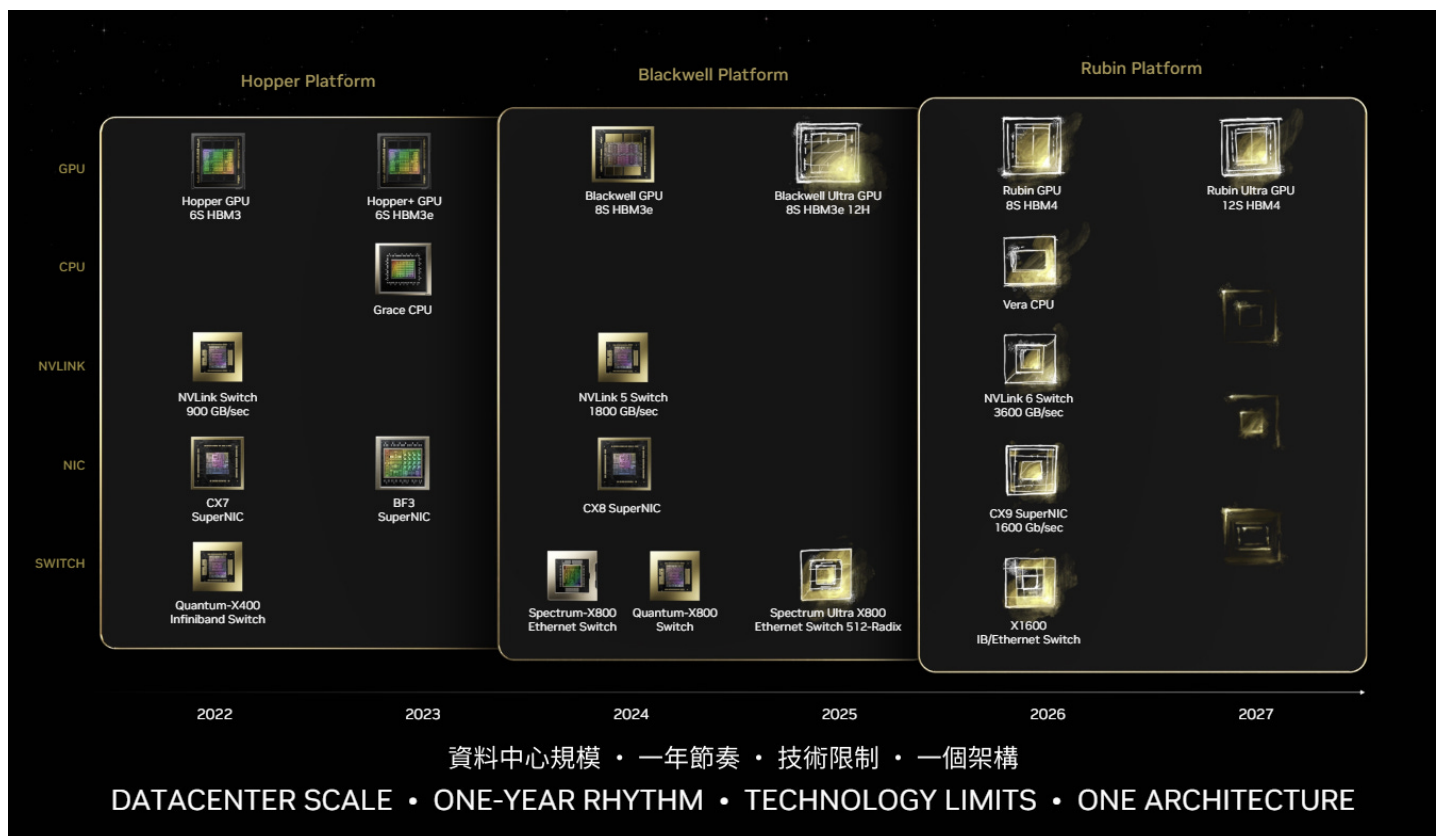 Hopper Platform
Blackwell Platform
Rubin Platform
GPU
Hopper GPU
6S HBM3
Hopper+ GPU
6S HBM3e
Blackwell GPU
8S HBM3e
Blackwell Ultra GPU
8S HBM3e 12H
Rubin GPU
8S HBM4
Rubin Ultra GPU
12S HBM4
CPU
Grace CPU
Vera CPU
NVLINK
NVLink Switch
900 GB/sec
NVLink 5 Switch
1800 GB/sec
NVLink 6 Switch
3600 GB/sec
NIC
CX7
SuperNIC
BF3
SuperNIC
CX8 SuperNIC
CX9 SuperNIC
1600 Gb/sec
SWITCH
Quantum-X400
Infiniband Switch
Spectrum-X800
Ethernet Switch
Quantum-X800
Switch
Spectrum Ultra X800
Ethernet Switch 512-Radix
X1600
IB/Ethernet Switch
2022
2023
2024
2025
2026
2027
資料中心規模 • 一年節奏 • 技術限制 • 一個架構
DATACENTER SCALE • ONE-YEAR RHYTHM • TECHNOLOGY LIMITS • ONE ARCHITECTURE